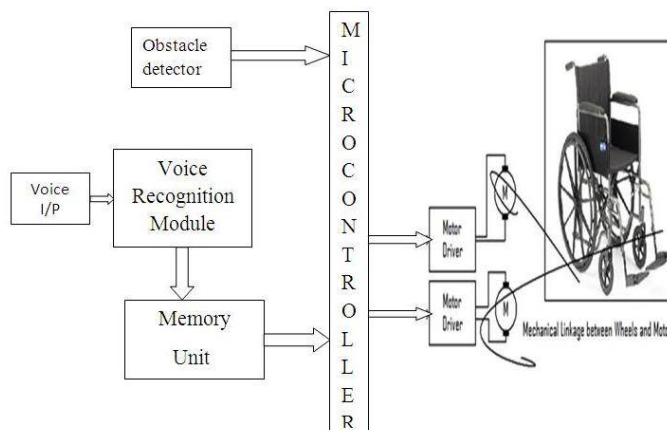 Obstacle
detector
Voice
I/P
Voice
Recognition
Module
Memory
Unit
M
I
C
R
O
C
O
N
T
R
O
L
L
E
R
Motor
Driver
M
Motor
Driver
M
Mechanical Linkage between Wheels and Moto